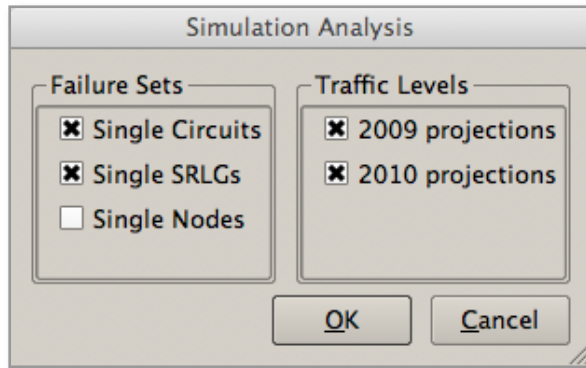 Simulation Analysis
Failure Sets
Single Circuits
Single SRLGs
Single Nodes
Traffic Levels
2009 projections
2010 projections
OK
Cancel